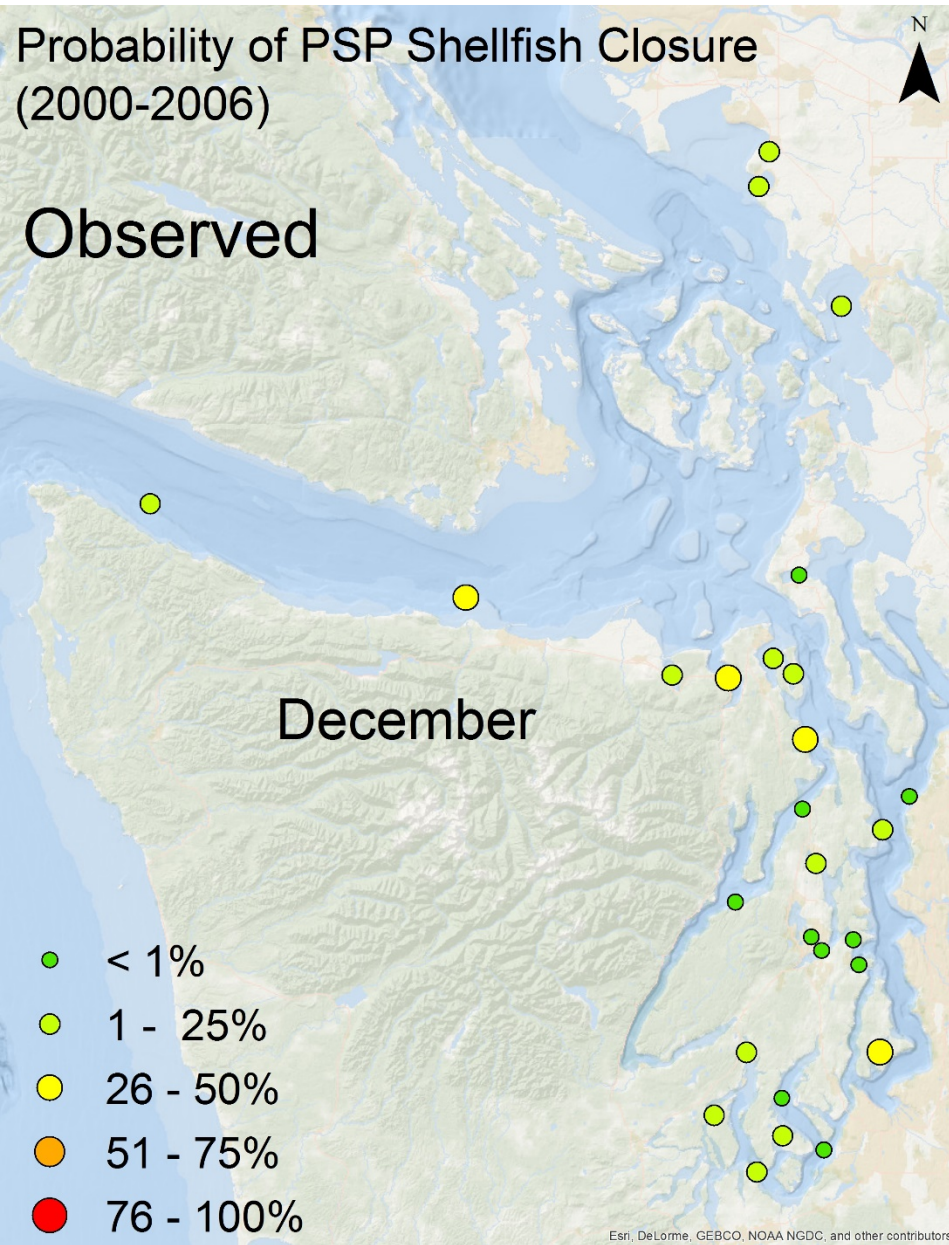 Probability of PSP Shellfish Closure
(2000-2006)
N
Observed
December
< 1%
1 - 25%
26 - 50%
51 - 75%
76 - 100%
Esri, DeLorme, GEBCO, NOAA NGDC, and other contributors